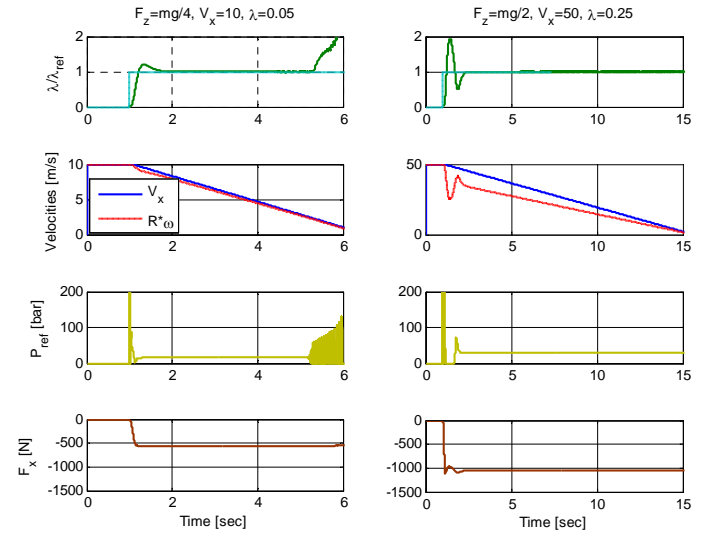 F_z=mg/4, V_x=10, λ=0.05
F_z=mg/2, V_x=50, λ=0.25
λ/λ_ref
2
1
0
0 2 4 6
2
1
0
0 5 10 15
Velocities [m/s]
10
5
0
V_x
R*ω
0 2 4 6
50
0
0 5 10 15
P_ref [bar]
200
100
0
0 2 4 6
200
100
0
0 5 10 15
F_x [N]
0
-500
-1000
-1500
0 2 4 6
Time [sec]
0
-500
-1000
-1500
0 5 10 15
Time [sec]